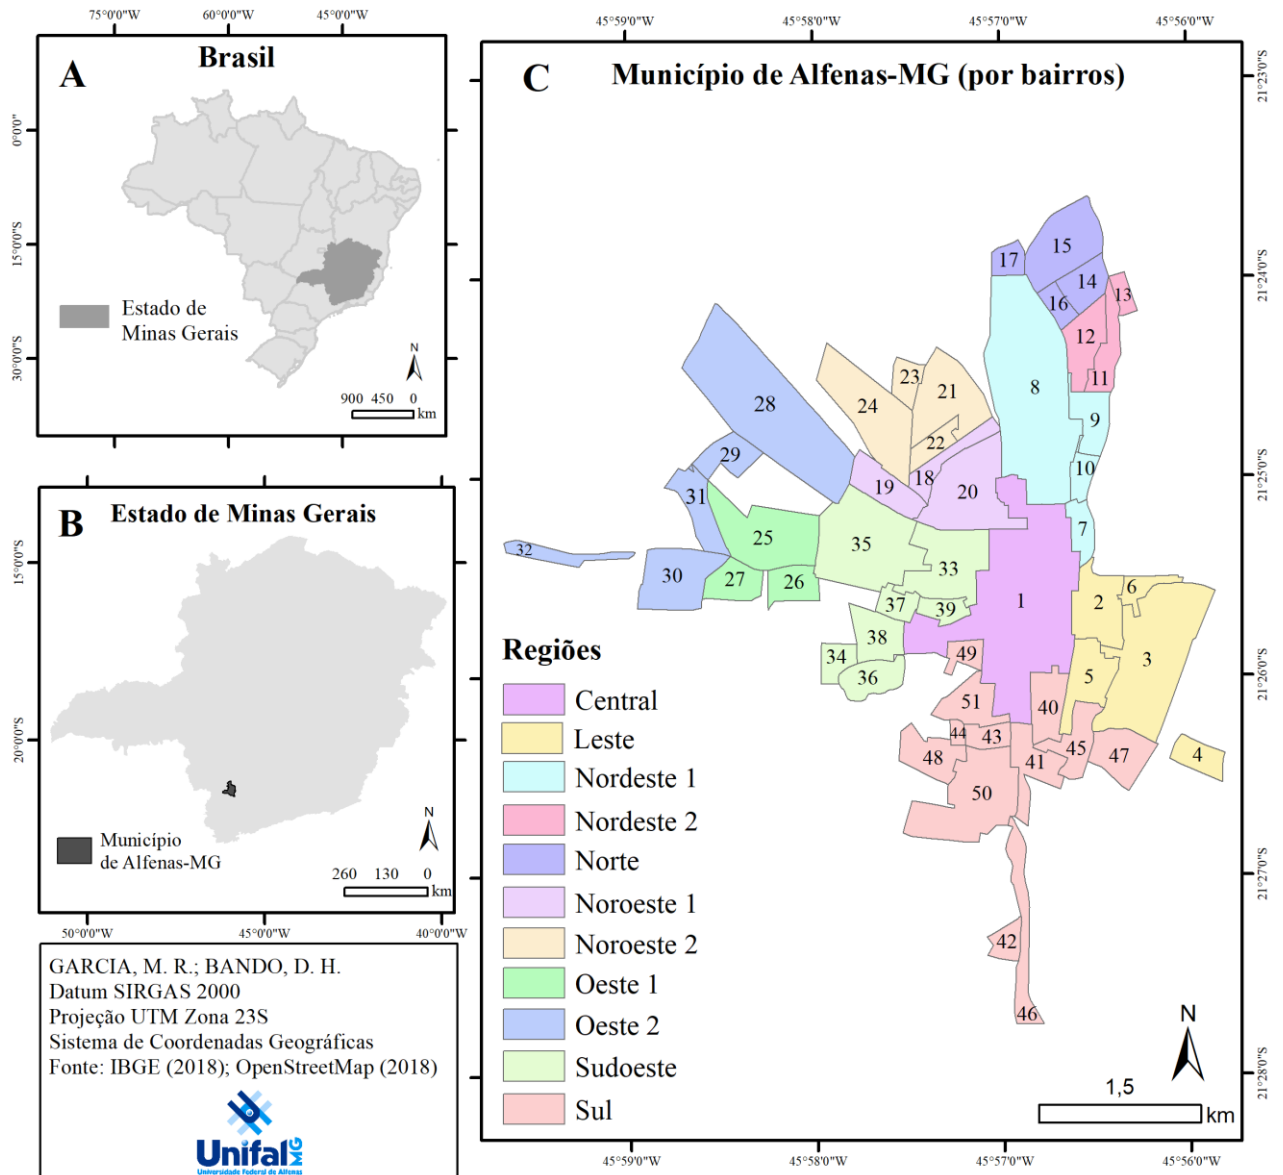 75°0'0"W 60°0'0"W 45°0'0"W
A
Brasil
0°0'0"
15°0'0"S
30°0'0"S
Estado de
Minas Gerais
N
900 450 0
km
B
Estado de Minas Gerais
15°0'0"S
20°0'0"S
Município
de Alfenas-MG
N
260 130 0
km
50°0'0"W 45°0'0"W 40°0'0"W
GARCIA, M. R.; BANDO, D. H.
Datum SIRGAS 2000
Projeção UTM Zona 23S
Sistema de Coordenadas Geográficas
Fonte: IBGE (2018); OpenStreetMap (2018)
Unifal MG
Universidade Federal de Alfenas
45°59'0"W 45°58'0"W 45°57'0"W 45°56'0"W
C
Município de Alfenas-MG (por bairros)
21°23'0"S
21°24'0"S
21°25'0"S
21°26'0"S
21°27'0"S
21°28'0"S
15
17
14
13
16
12
11
8
9
10
7
23
21
24
22
28
29
18
19
20
31
25
35
33
32
30
27
26
37
39
1
2
6
3
5
38
34
36
49
51
40
44
43
45
47
4
48
41
50
42
46
Regiões
Central
Leste
Nordeste 1
Nordeste 2
Norte
Noroeste 1
Noroeste 2
Oeste 1
Oeste 2
Sudoeste
Sul
N
1,5
km
45°59'0"W 45°58'0"W 45°57'0"W 45°56'0"W